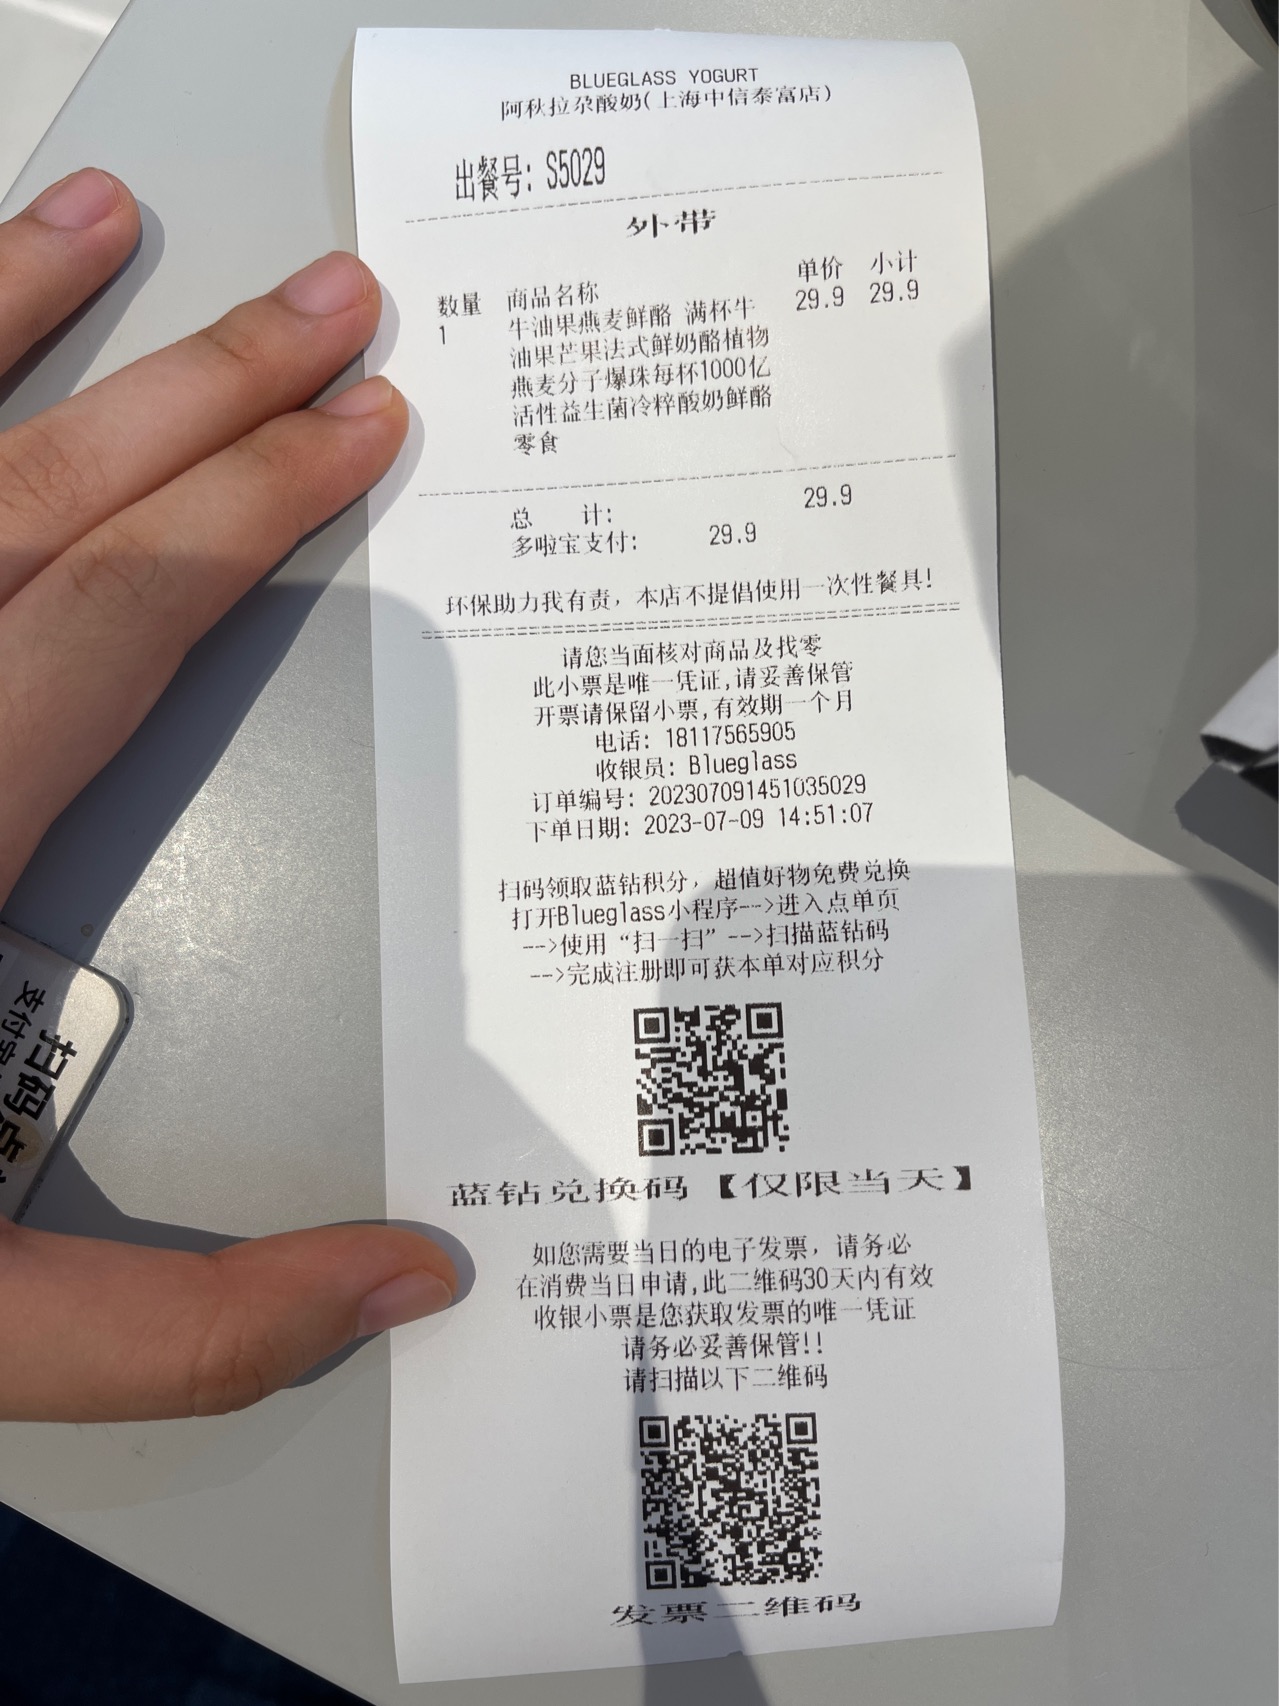 BLUEGLASS YOGURT
阿秋拉尕酸奶(上海中信泰富店)
出餐号: S5029
外带
数量 商品名称 单价 小计
1 牛油果燕麦鲜酪 满杯牛 29.9 29.9
油果芒果法式鲜奶酪植物
燕麦分子爆珠每杯1000亿
活性益生菌冷粹酸奶鲜酪
零食
总 计: 29.9
多啦宝支付: 29.9
环保助力我有责，本店不提倡使用一次性餐具!
请您当面核对商品及找零
此小票是唯一凭证,请妥善保管
开票请保留小票,有效期一个月
电话: 18117565905
收银员: Blueglass
订单编号: 202307091451035029
下单日期: 2023-07-09 14:51:07
扫码领取蓝钻积分，超值好物免费兑换
打开Blueglass小程序-->进入点单页
-->使用“扫一扫”-->扫描蓝钻码
-->完成注册即可获本单对应积分
蓝钻兑换码【仅限当天】
如您需要当日的电子发票，请务必
在消费当日申请,此二维码30天内有效
收银小票是您获取发票的唯一凭证
请务必妥善保管!!
请扫描以下二维码
发票二维码
扫码点
支付宝